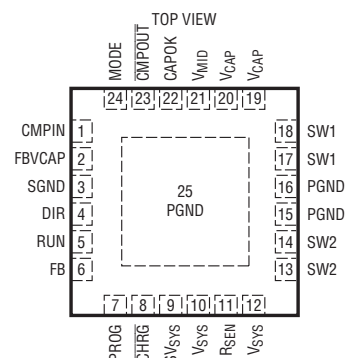 TOP VIEW
MODE
CMPOUT
CAPOK
VMID
VCAP
VCAP
24
23
22
21
20
19
CMPIN 1
FBVCAP 2
SGND 3
DIR 4
RUN 5
FB 6
25
PGND
18 SW1
17 SW1
16 PGND
15 PGND
14 SW2
13 SW2
7
8
9
10
11
12
PROG
CHRG
SVSYS
VSYS
RSEN
VSYS